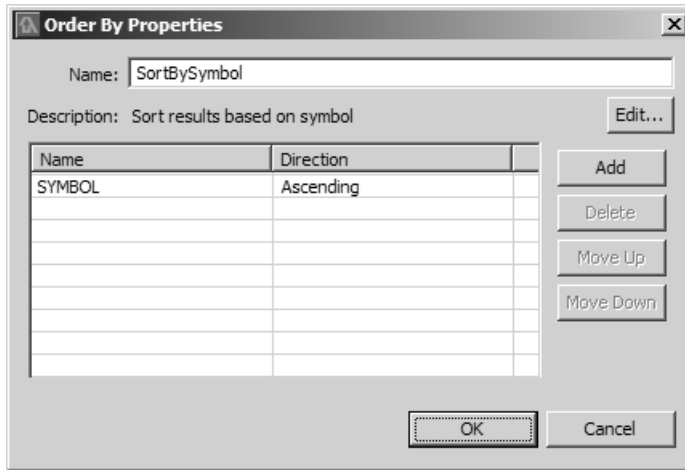 Order By Properties
Name: SortBySymbol
Description: Sort results based on symbol
Edit...
Name Direction
SYMBOL Ascending
Add
Delete
Move Up
Move Down
OK Cancel